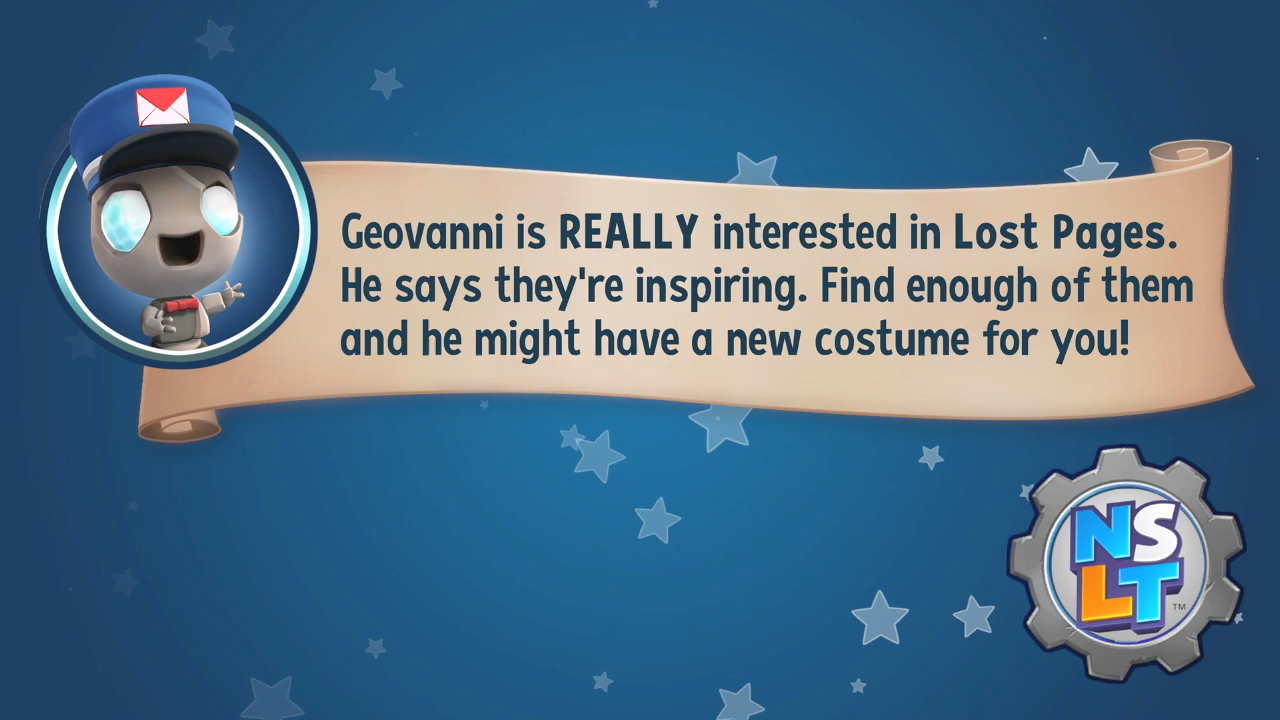 Geovanni is REALLY interested in Lost Pages.
He says they're inspiring. Find enough of them
and he might have a new costume for you!
NS
LT
TM